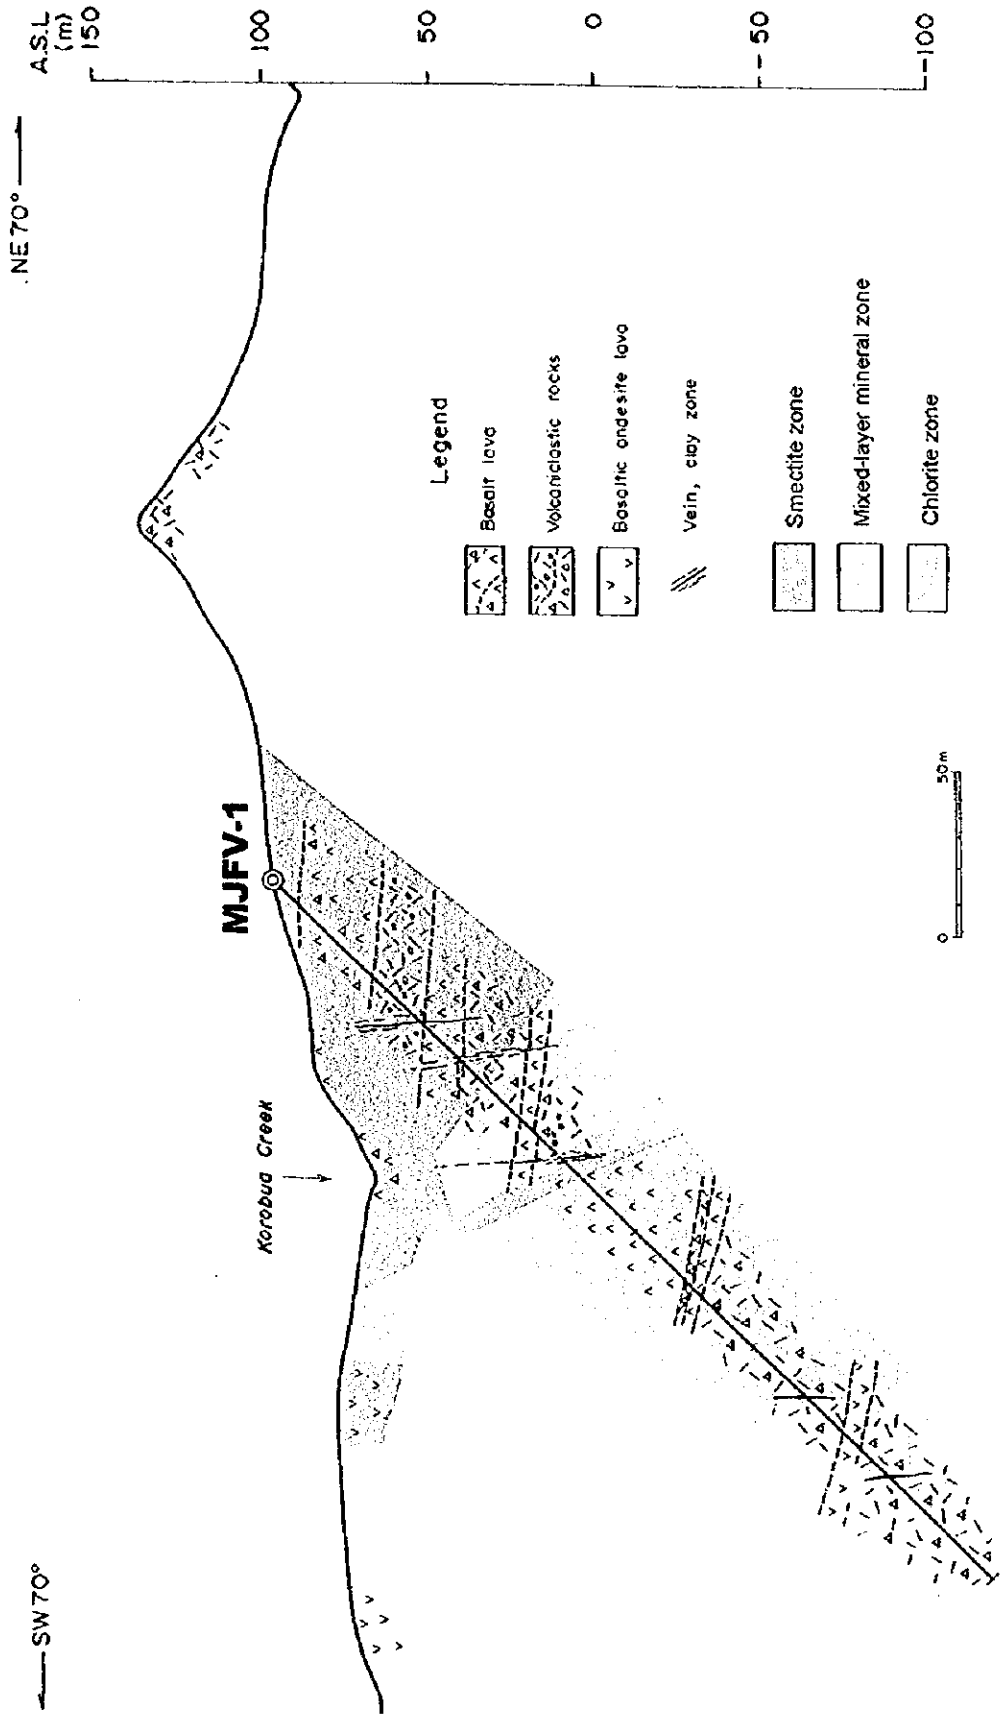 ←SW70°
.NE70°→
A.S.L
(m)
150
100
50
0
-50
-100
MJFV-1
Korobua Creek
Legend
Basalt lava
Volcaniclastic rocks
Basaltic andesite lava
Vein, clay zone
Smectite zone
Mixed-layer mineral zone
Chlorite zone
0
50m